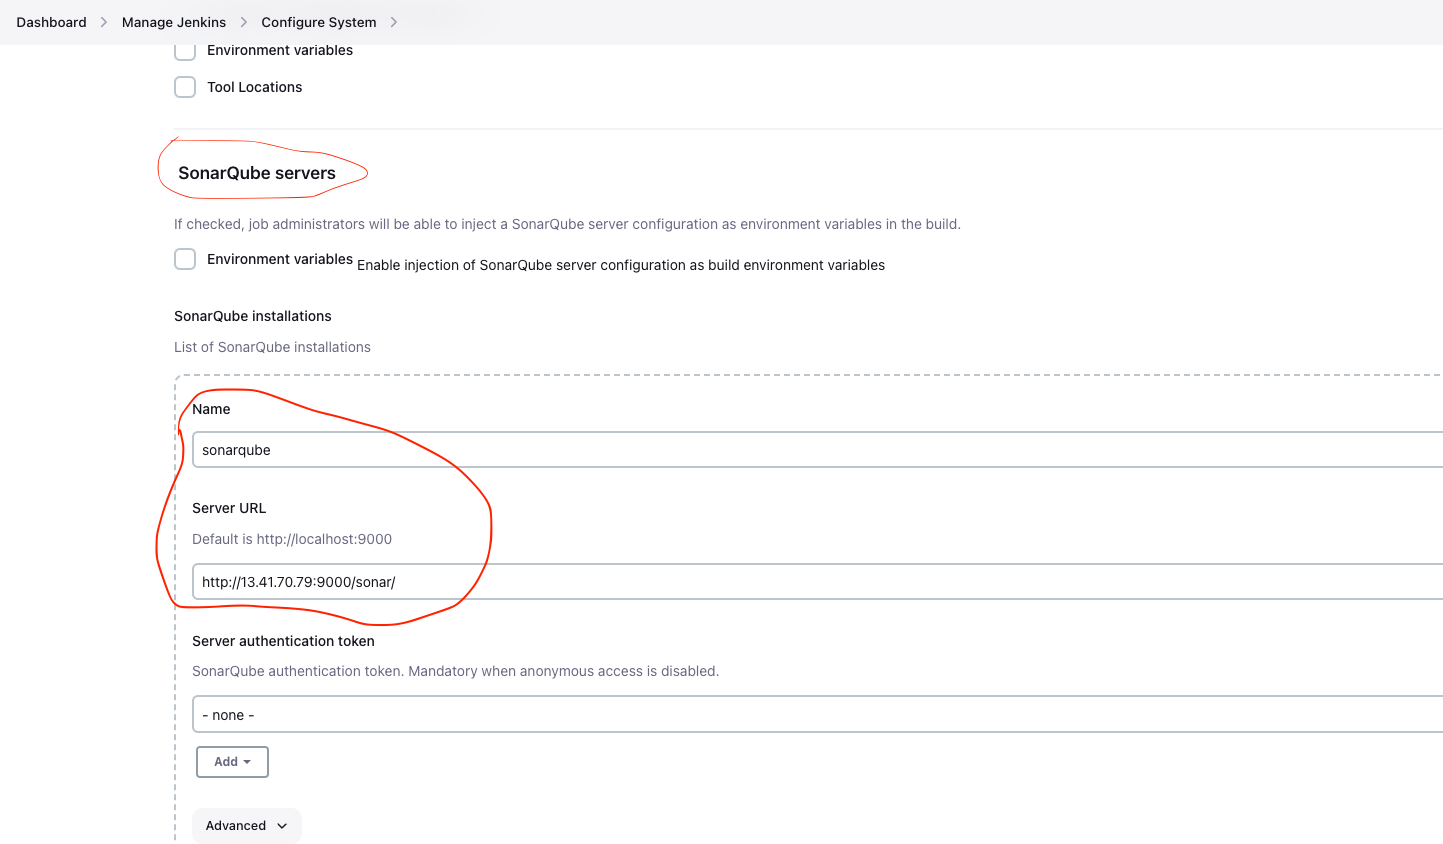 Dashboard > Manage Jenkins > Configure System >
Environment variables
Tool Locations
SonarQube servers
If checked, job administrators will be able to inject a SonarQube server configuration as environment variables in the build.
Environment variables Enable injection of SonarQube server configuration as build environment variables
SonarQube installations
List of SonarQube installations
Name
sonarqube
Server URL
Default is http://localhost:9000
http://13.41.70.79:9000/sonar/
Server authentication token
SonarQube authentication token. Mandatory when anonymous access is disabled.
- none -
Add
Advanced